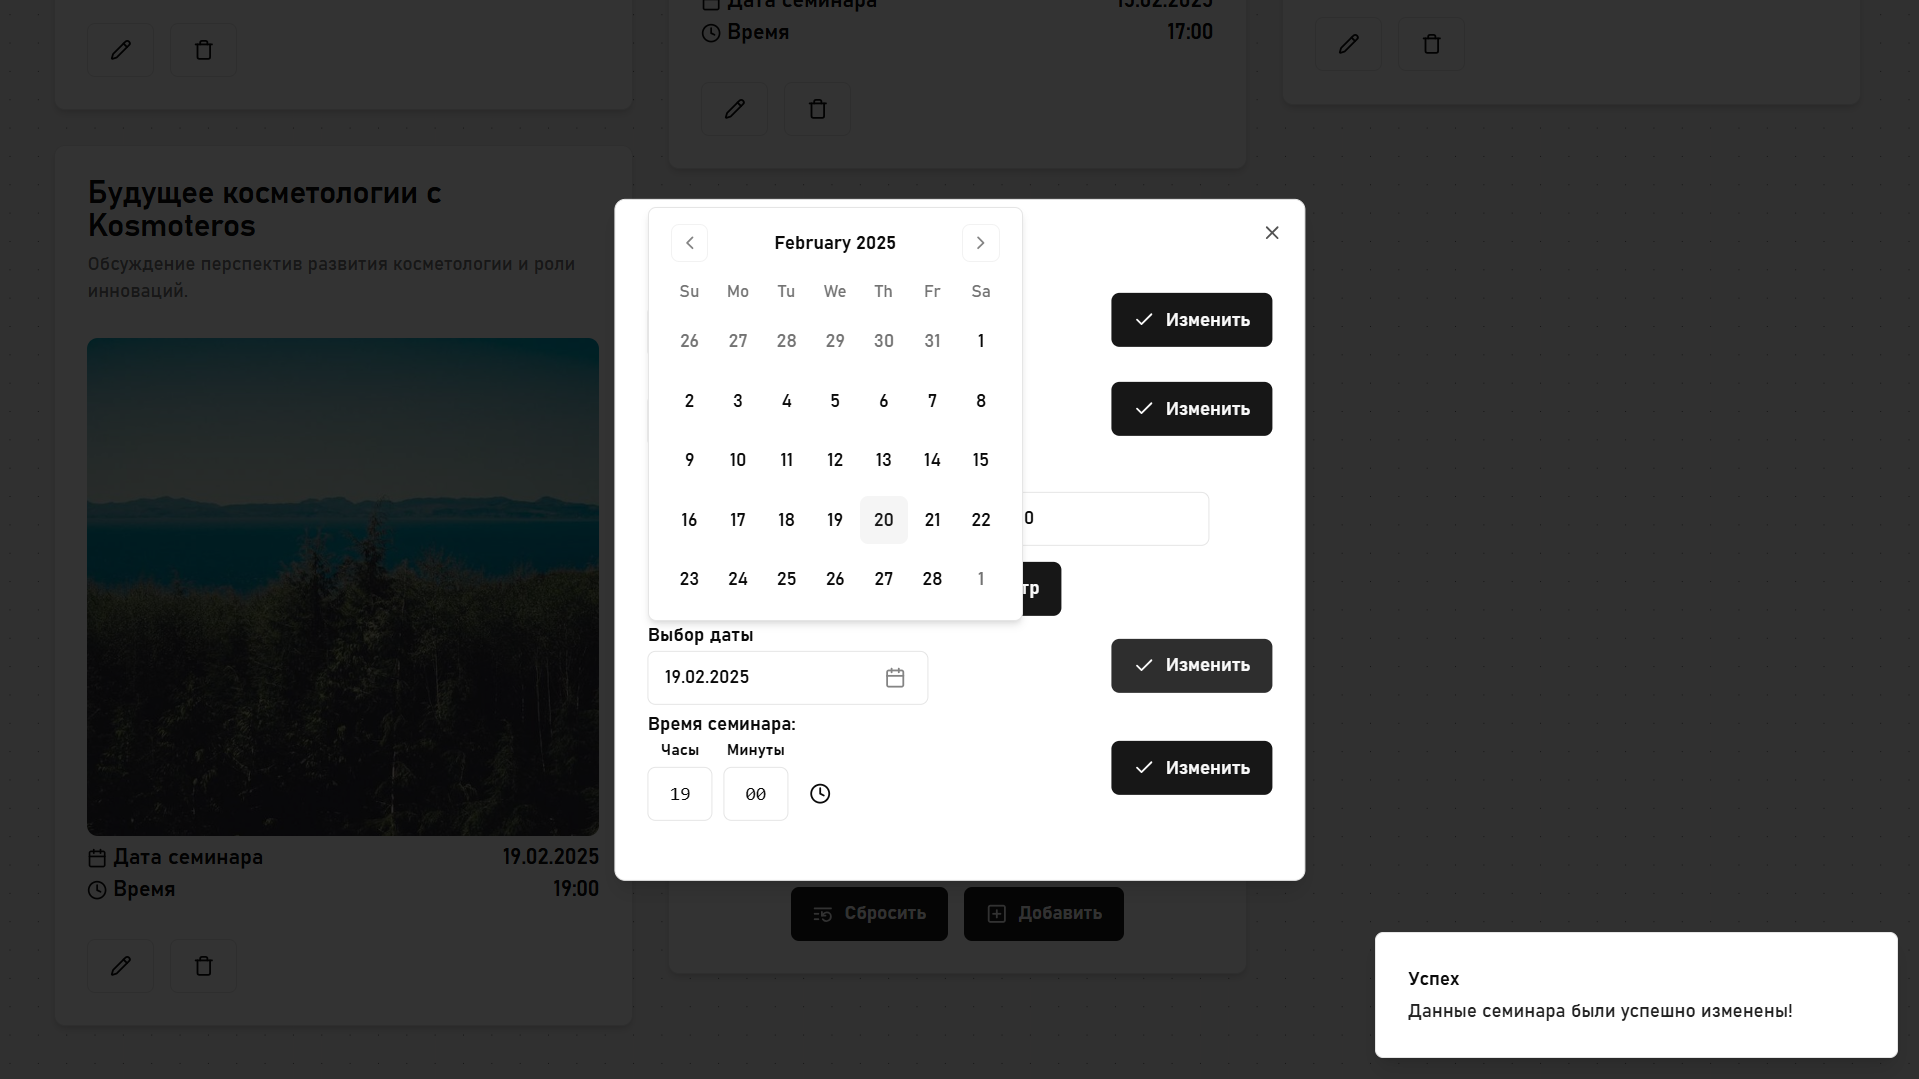 Дата семинара 15.02.2025
Время 17:00
Будущее косметологии с
Kosmoteros
Обсуждение перспектив развития косметологии и роли
инноваций.
Дата семинара 19.02.2025
Время 19:00
February 2025
Su Mo Tu We Th Fr Sa
26 27 28 29 30 31 1
2 3 4 5 6 7 8
9 10 11 12 13 14 15
16 17 18 19 20 21 22
23 24 25 26 27 28 1
Изменить
Изменить
0
тр
Выбор даты
19.02.2025
Изменить
Время семинара:
Часы Минуты
19 00
Изменить
Сбросить Добавить
Успех
Данные семинара были успешно изменены!